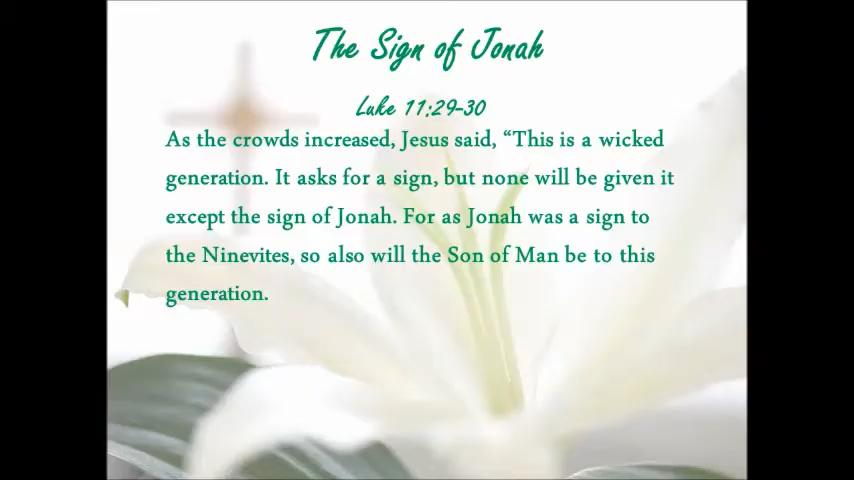 The Sign of Jonah
Luke 11:29-30
As the crowds increased, Jesus said, “This is a wicked
generation. It asks for a sign, but none will be given it
except the sign of Jonah. For as Jonah was a sign to
the Ninevites, so also will the Son of Man be to this
generation.